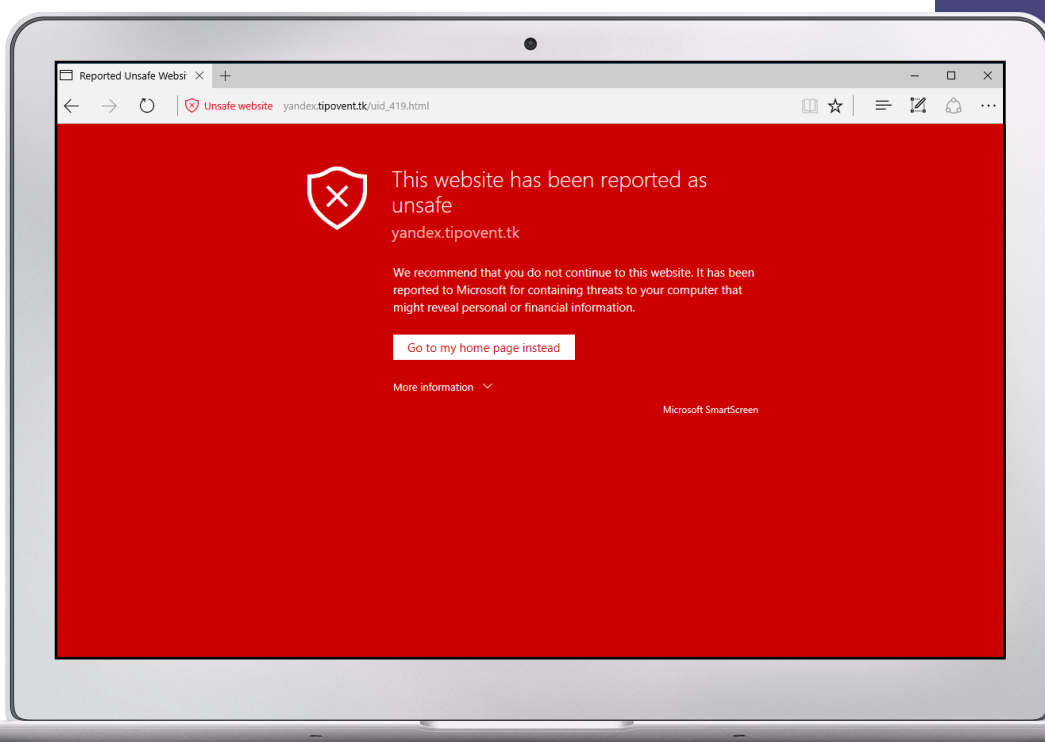 Reported Unsafe Websi
Unsafe website yandex.tipovent.tk/uid_419.html
This website has been reported as
unsafe
yandex.tipovent.tk
We recommend that you do not continue to this website. It has been
reported to Microsoft for containing threats to your computer that
might reveal personal or financial information.
Go to my home page instead
More information
Microsoft SmartScreen